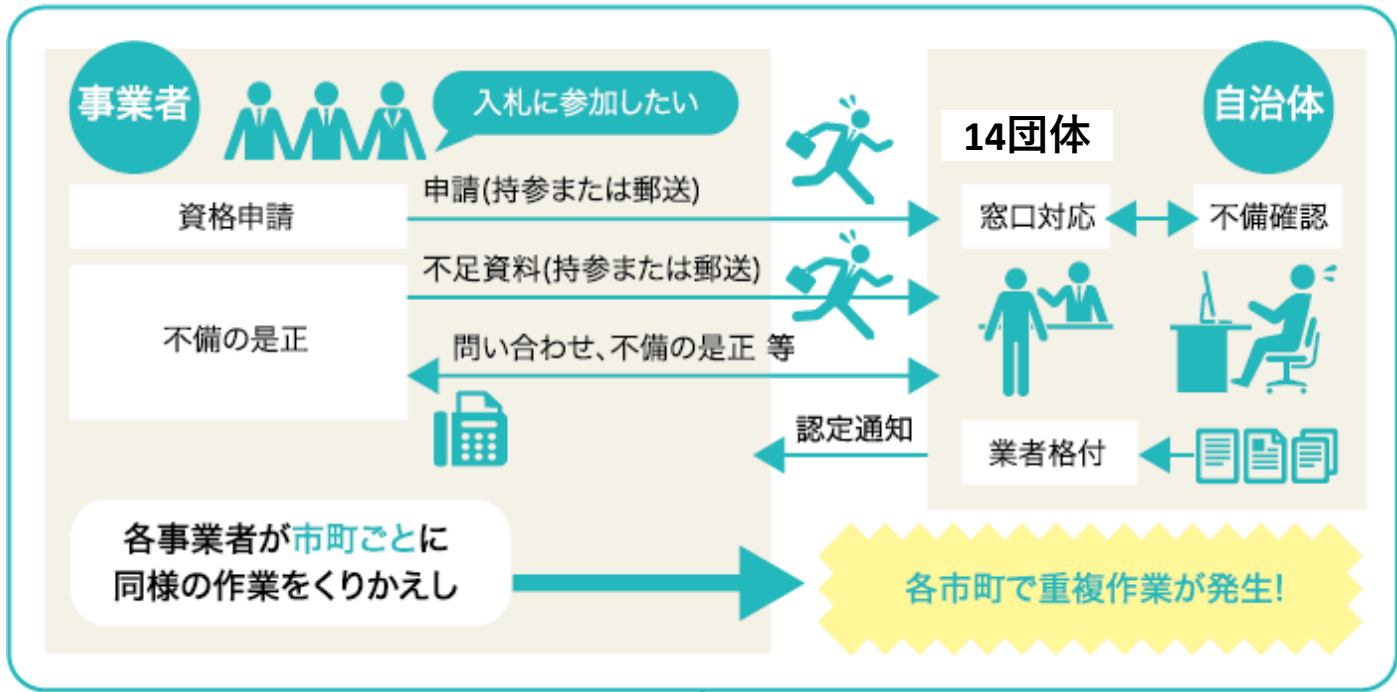 事業者
入札に参加したい
自治体
14団体
資格申請
申請(持参または郵送)
窓口対応
不備確認
不足資料(持参または郵送)
不備の是正
問い合わせ、不備の是正 等
認定通知
業者格付
各事業者が市町ごとに
同様の作業をくりかえし
各市町で重複作業が発生!